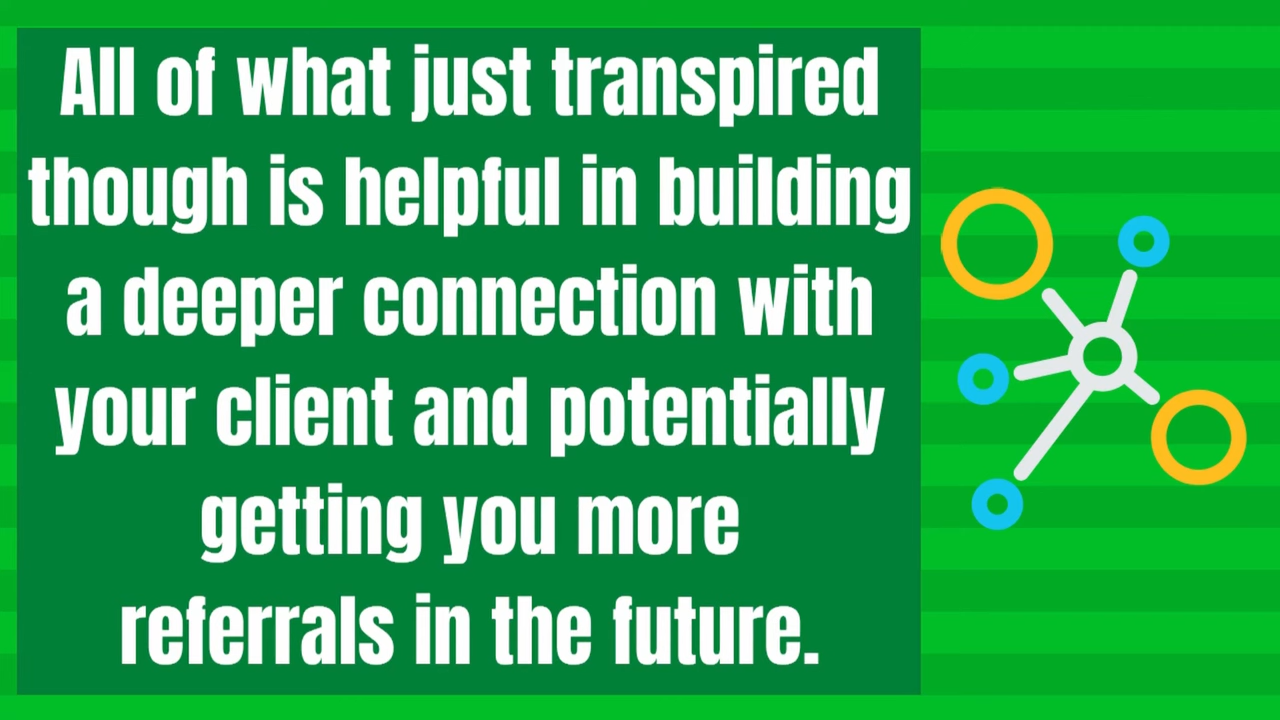 All of what just transpired
though is helpful in building
a deeper connection with
your client and potentially
getting you more
referrals in the future.